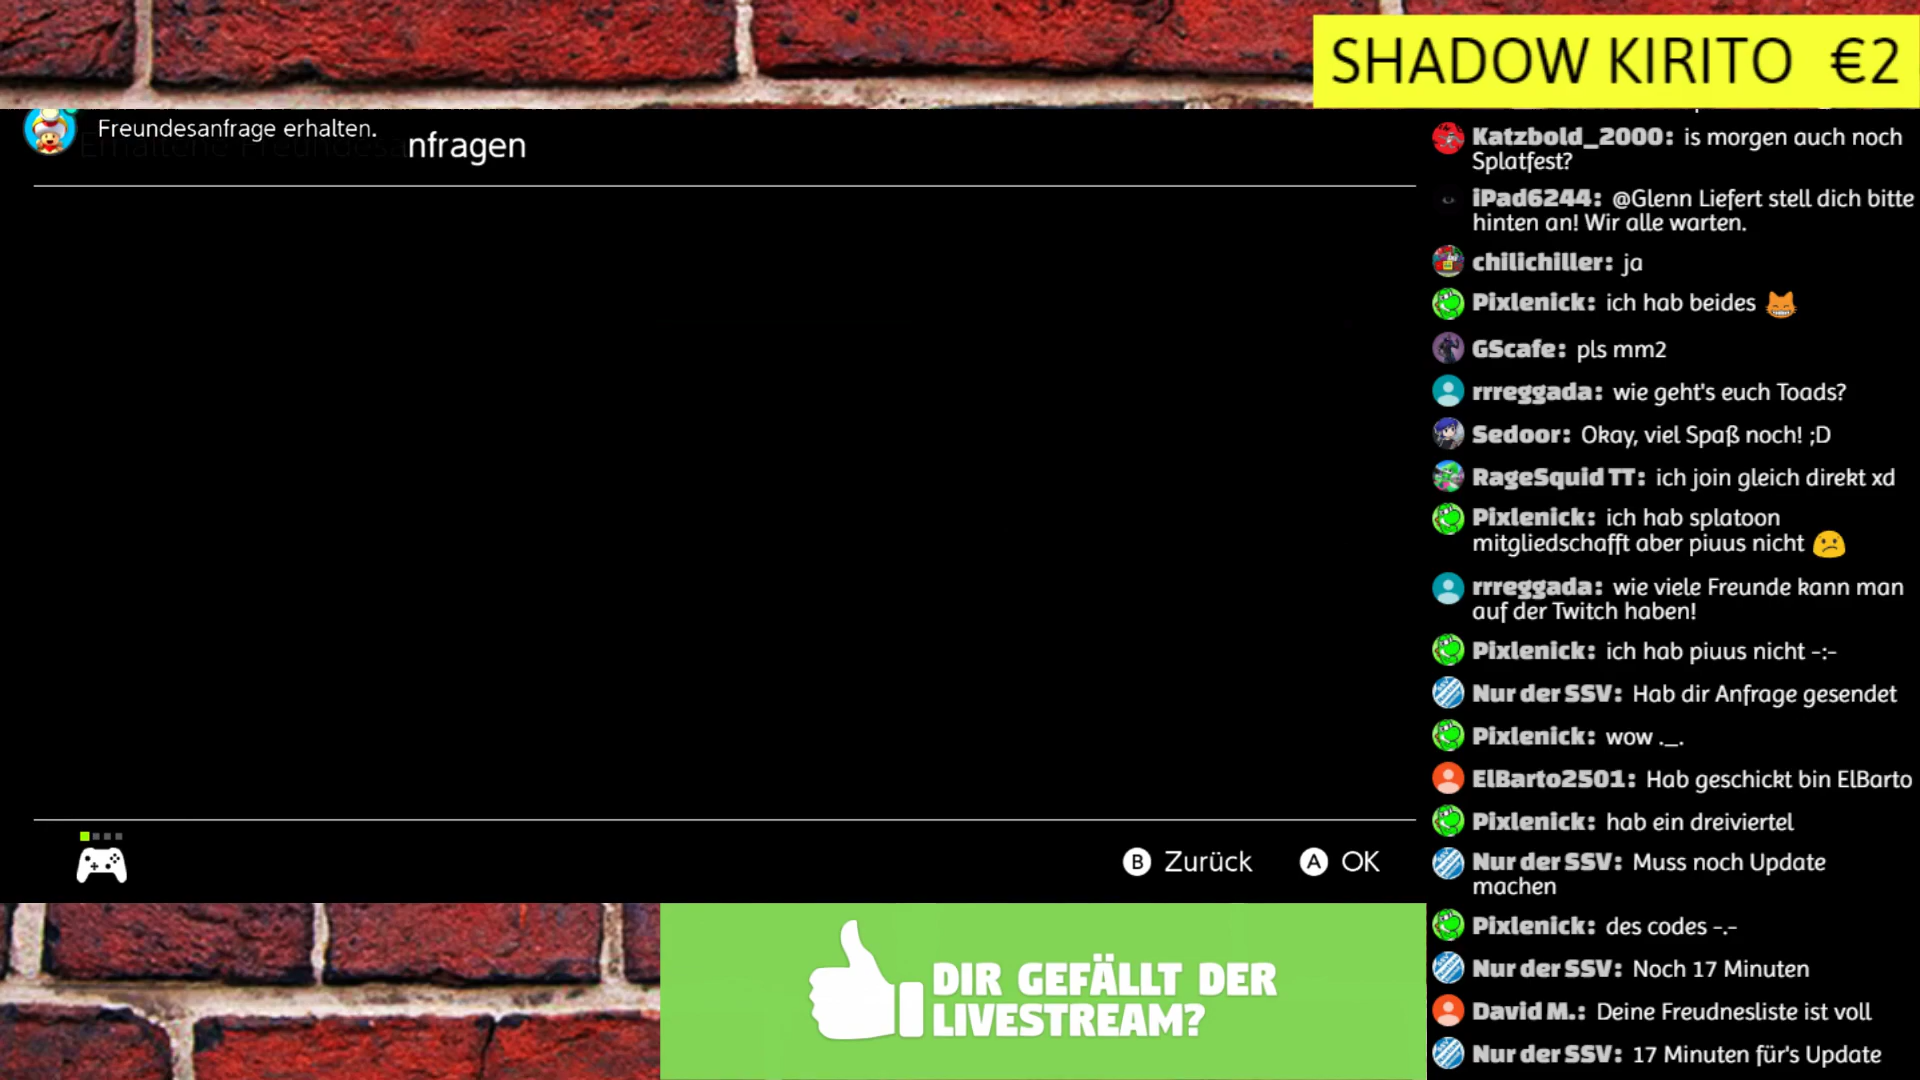 SHADOW KIRITO €2
Freundesanfrage erhalten.
Erhaltene Freundesanfragen
B Zurück A OK
DIR GEFÄLLT DER
LIVESTREAM?
Katzbold_2000: is morgen auch noch
Splatfest?
iPad6244: @Glenn Liefert stell dich bitte
hinten an! Wir alle warten.
chilichiller: ja
Pixlenick: ich hab beides
GScafe: pls mm2
rrreggada: wie geht's euch Toads?
Sedoor: Okay, viel Spaß noch! ;D
RageSquid TT: ich join gleich direkt xd
Pixlenick: ich hab splatoon
mitgliedschafft aber piuus nicht
rrreggada: wie viele Freunde kann man
auf der Twitch haben!
Pixlenick: ich hab piuus nicht -:-
Nur der SSV: Hab dir Anfrage gesendet
Pixlenick: wow ._.
ElBarto2501: Hab geschickt bin ElBarto
Pixlenick: hab ein dreiviertel
Nur der SSV: Muss noch Update
machen
Pixlenick: des codes -.-
Nur der SSV: Noch 17 Minuten
David M.: Deine Freudnesliste ist voll
Nur der SSV: 17 Minuten für's Update